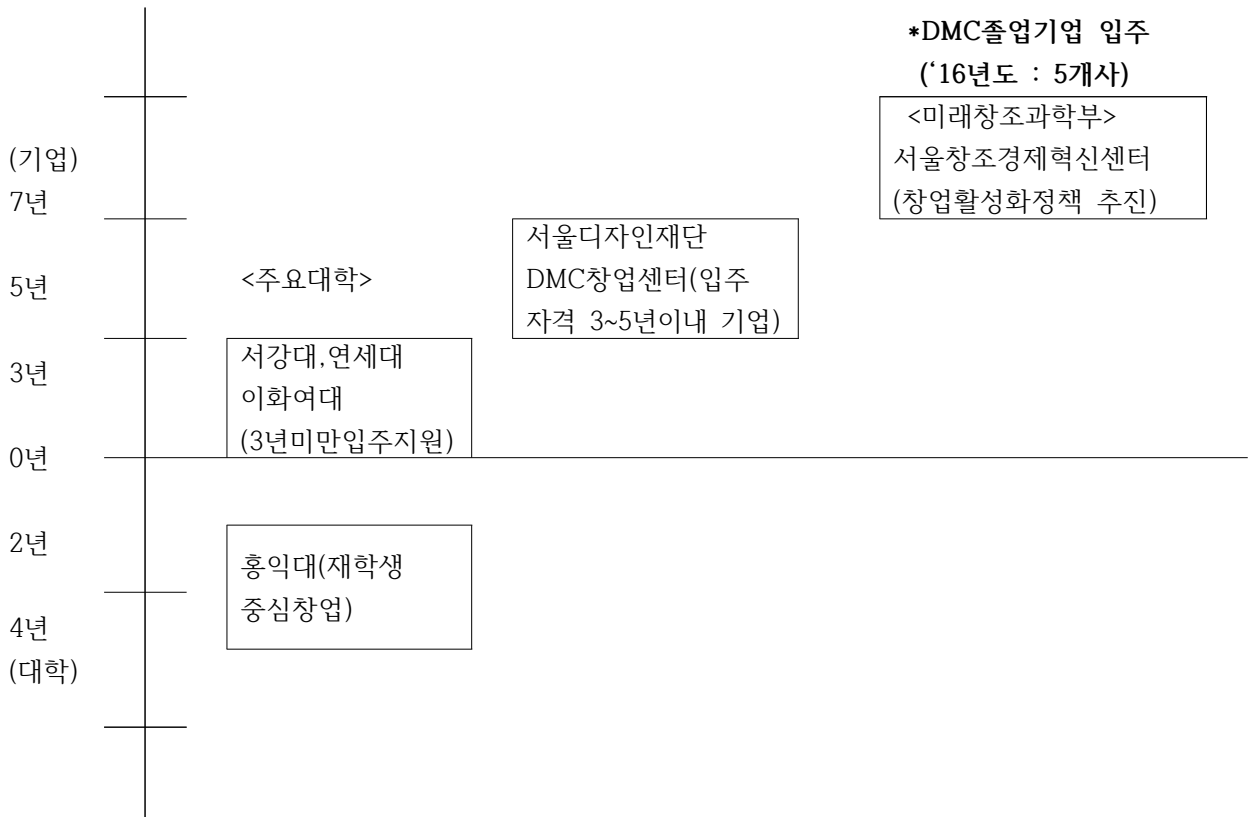 *DMC졸업기업 입주
(‘16년도 : 5개사)
<미래창조과학부>
서울창조경제혁신센터
(창업활성화정책 추진)
(기업)
7년
서울디자인재단
DMC창업센터(입주
자격 3~5년이내 기업)
5년
<주요대학>
3년
서강대,연세대
이화여대
(3년미만입주지원)
0년
2년
홍익대(재학생
중심창업)
4년
(대학)